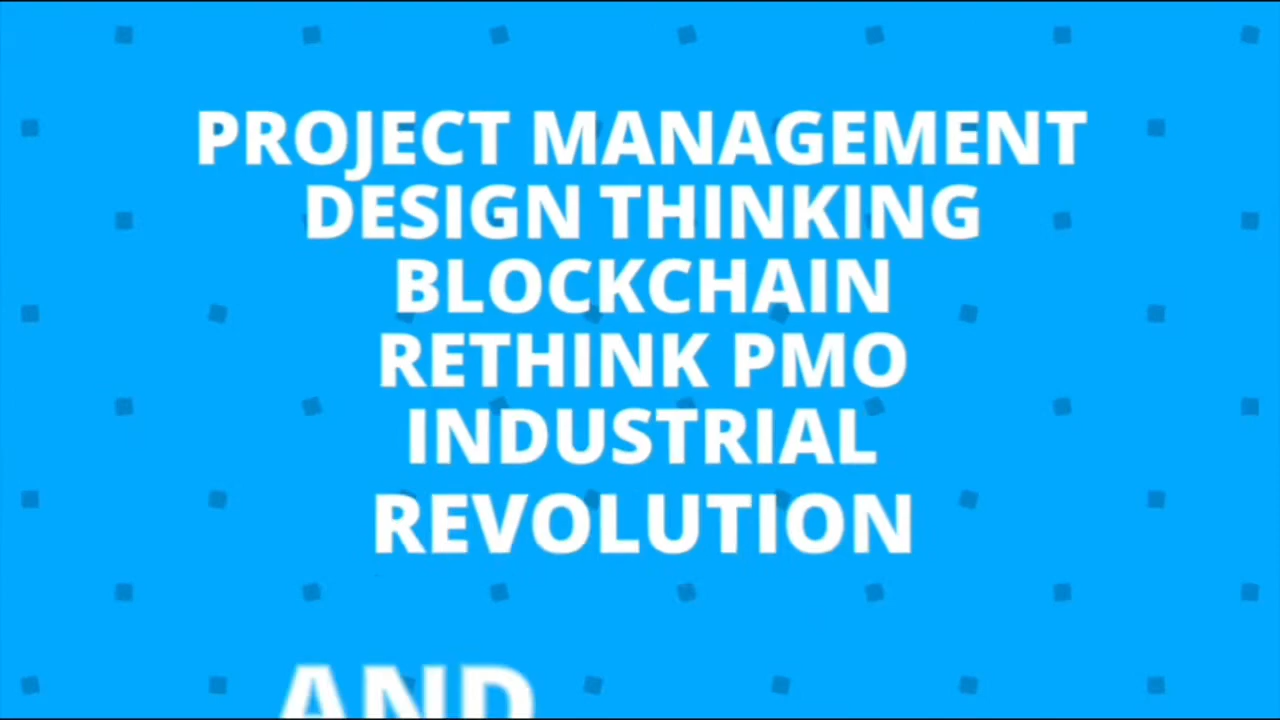 PROJECT MANAGEMENT
DESIGN THINKING
BLOCKCHAIN
RETHINK PMO
INDUSTRIAL
REVOLUTION
AND